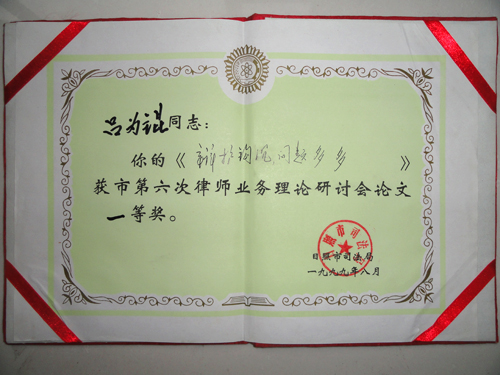 吕为锟同志:
你的《辩护词问题多多》
获市第六次律师业务理论研讨会论文
一等奖。
日照市司法局
日照市司法局
一九九九年八月